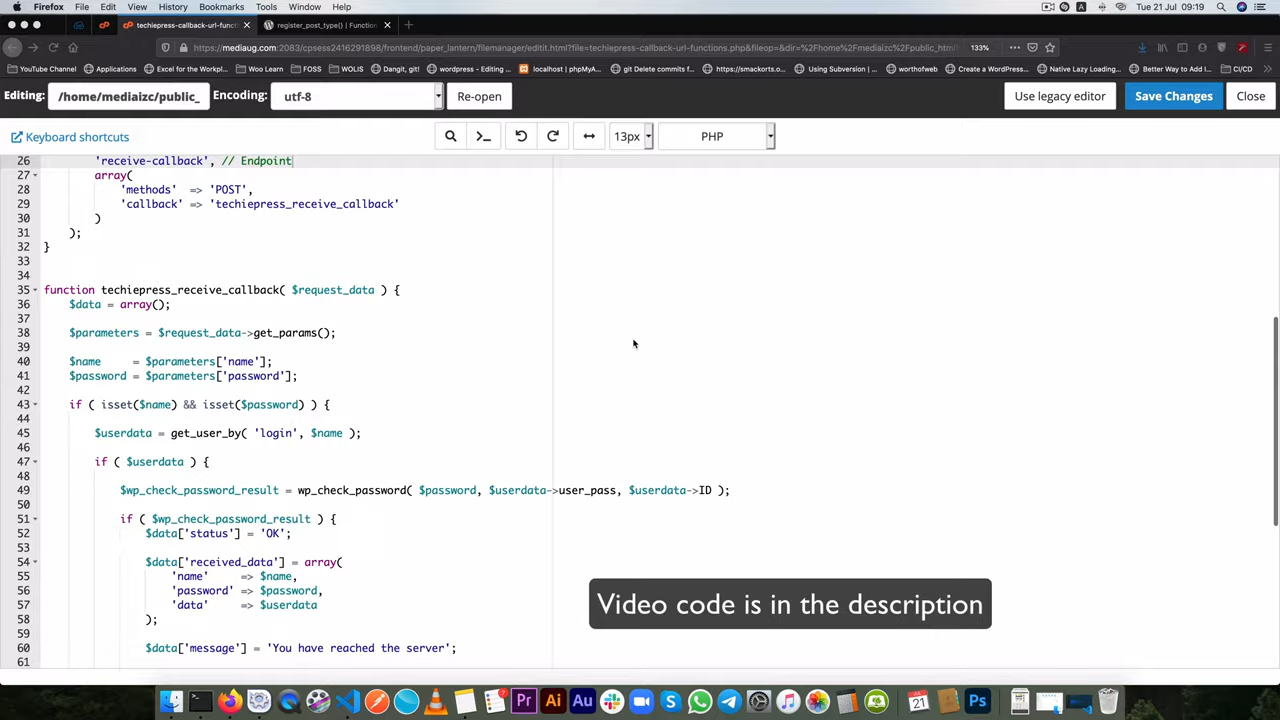 Firefox File Edit View History Bookmarks Tools Window Help Tue 21 Jul 09:19
techiepress-callback-url-func register_post_type() | Function
https://mediaug.com:2083/cpsess2416291898/frontend/paper_lantern/filemanager/editit.html?file=techiepress-callback-url-functions.php&fileop=&dir=%2Fhome%2Fmediaizc%2Fpublic_htm 133%
YouTube Channel Applications Excel for the Workpl... Woo Learn FOSS WOLIS Dangit, git! wordpress - Editing ... localhost | phpMyA... git Delete commits f... https://smackorts.... Using Subversion | ... worthofweb Create a WordPress... Native Lazy Loading... Better Way to Add I... CI/CD
Editing: /home/mediaizc/public_ Encoding: utf-8 Re-open Use legacy editor Save Changes Close
Keyboard shortcuts 13px PHP
26 'receive-callback', // Endpoint
27 array(
28 'methods' => 'POST',
29 'callback' => 'techiepress_receive_callback'
30 )
31 );
32 }
33
34
35 function techiepress_receive_callback( $request_data ) {
36 $data = array();
37
38 $parameters = $request_data->get_params();
39
40 $name = $parameters['name'];
41 $password = $parameters['password'];
42
43 if ( isset($name) && isset($password) ) {
44
45 $userdata = get_user_by( 'login', $name );
46
47 if ( $userdata ) {
48
49 $wp_check_password_result = wp_check_password( $password, $userdata->user_pass, $userdata->ID );
50
51 if ( $wp_check_password_result ) {
52 $data['status'] = 'OK';
53
54 $data['received_data'] = array(
55 'name' => $name,
56 'password' => $password,
57 'data' => $userdata
58 );
59
60 $data['message'] = 'You have reached the server';
61
Video code is in the description